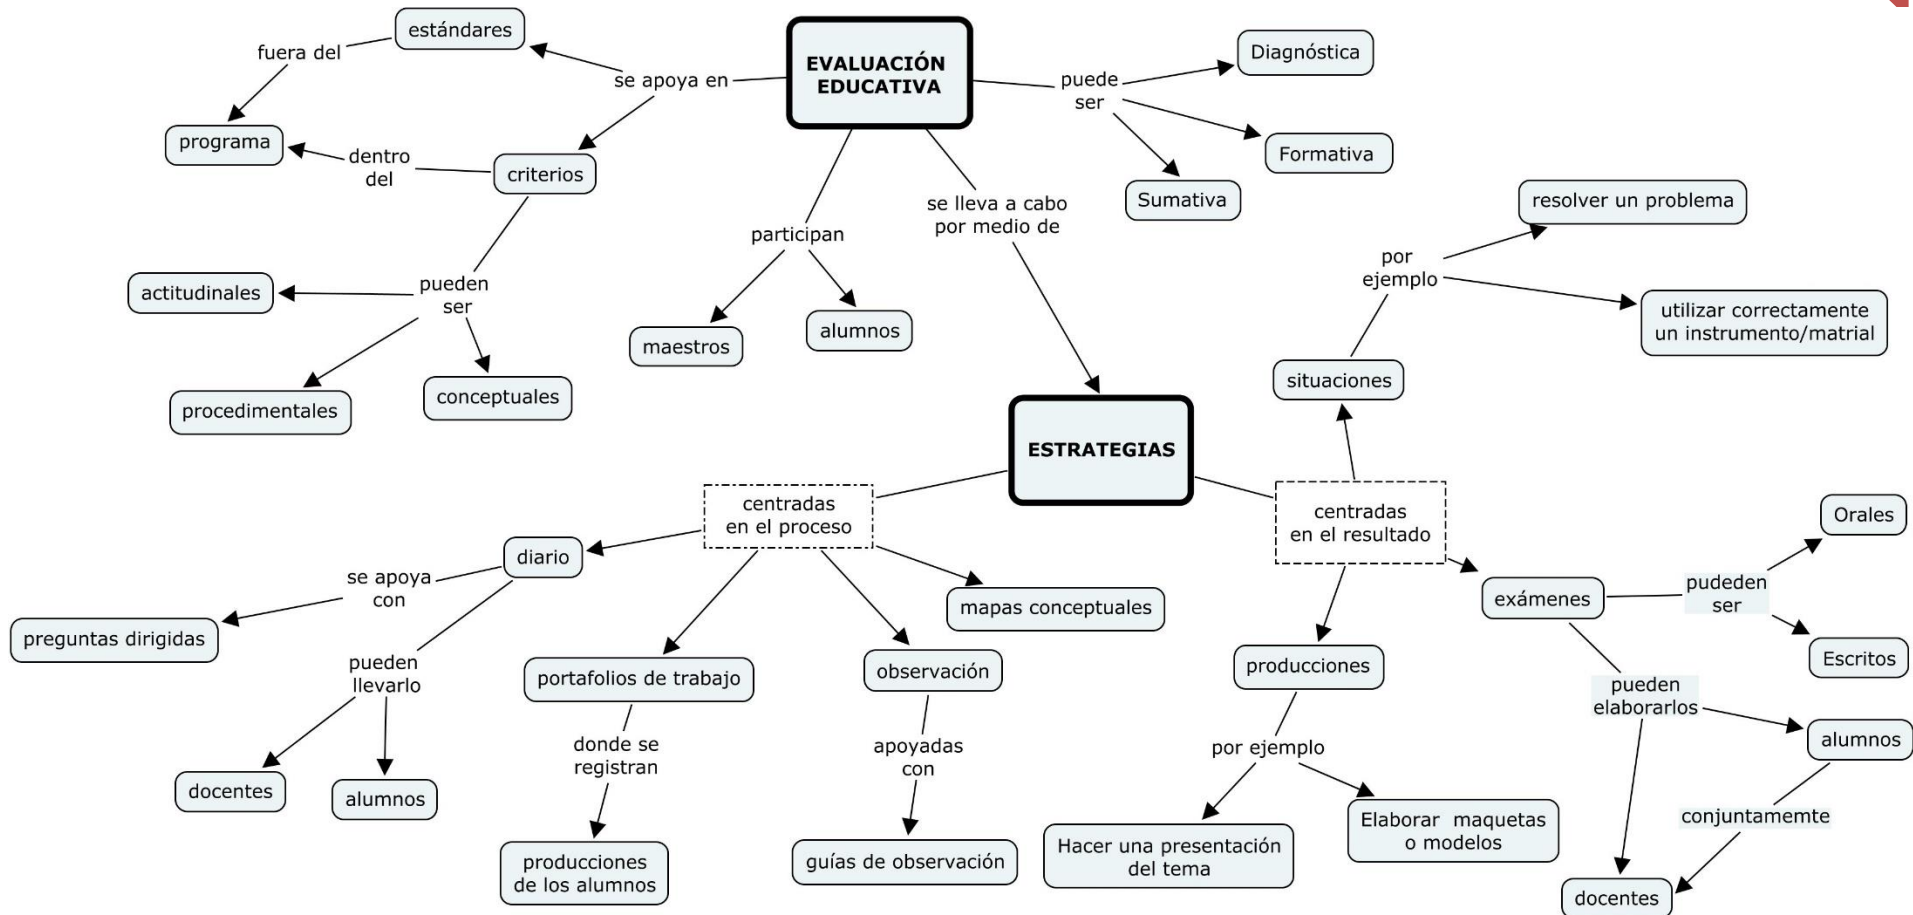 EVALUACIÓN
EDUCATIVA
se apoya en
estándares
fuera del
programa
dentro
del
criterios
pueden
ser
actitudinales
procedimentales
conceptuales
participan
maestros
alumnos
se lleva a cabo
por medio de
puede
ser
Diagnóstica
Formativa
Sumativa
ESTRATEGIAS
centradas
en el proceso
diario
se apoya
con
preguntas dirigidas
pueden
llevarlo
docentes
alumnos
portafolios de trabajo
donde se
registran
producciones
de los alumnos
observación
apoyadas
con
guías de observación
mapas conceptuales
centradas
en el resultado
situaciones
por
ejemplo
resolver un problema
utilizar correctamente
un instrumento/matrial
producciones
por ejemplo
Hacer una presentación
del tema
Elaborar maquetas
o modelos
exámenes
pudeden
ser
Orales
Escritos
pueden
elaborarlos
alumnos
conjuntamemte
docentes